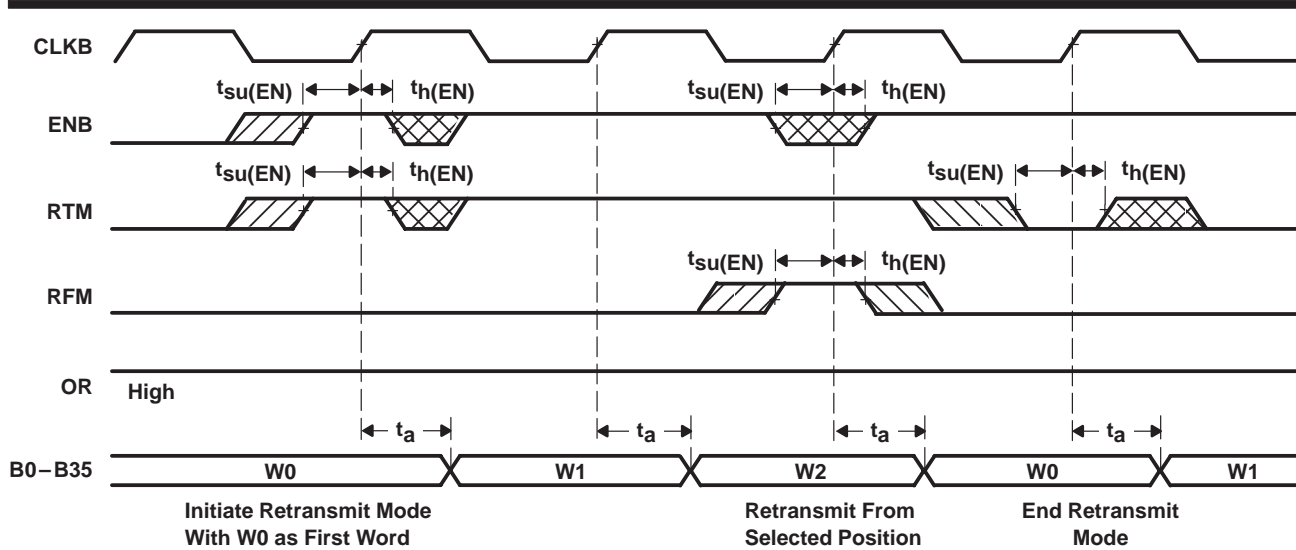 CLKB
tsu(EN) th(EN) tsu(EN) th(EN)
ENB
tsu(EN) th(EN) tsu(EN) th(EN)
RTM
tsu(EN) th(EN)
RFM
OR High
ta ta ta ta
B0–B35 W0 W1 W2 W0 W1
Initiate Retransmit Mode Retransmit From End Retransmit
With W0 as First Word Selected Position Mode